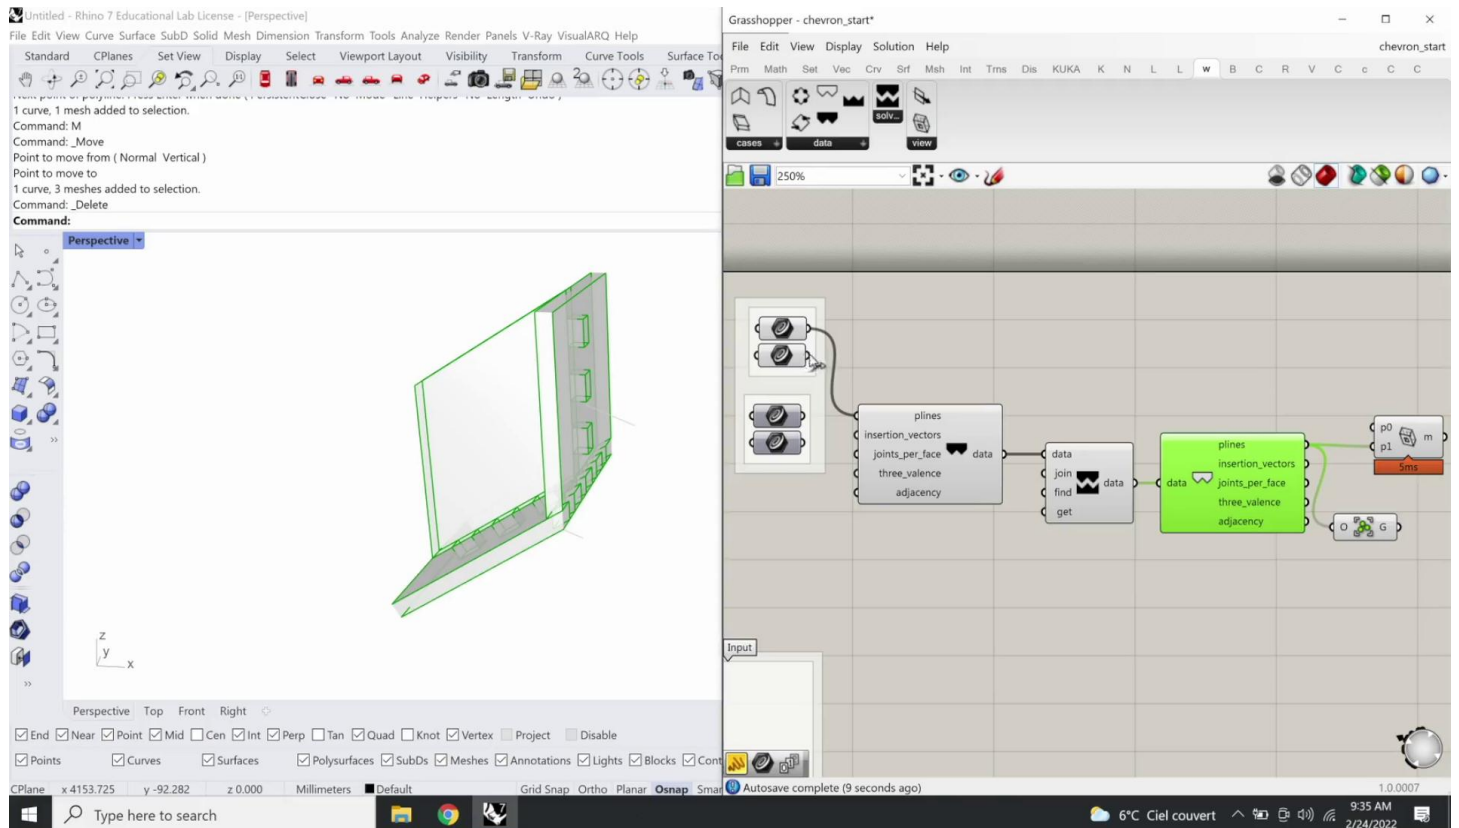 Untitled - Rhino 7 Educational Lab License - [Perspective]
File Edit View Curve Surface SubD Solid Mesh Dimension Transform Tools Analyze Render Panels V-Ray VisualARQ Help
Standard CPlanes Set View Display Select Viewport Layout Visibility Transform Curve Tools Surface Too
1 curve, 1 mesh added to selection.
Command: M
Command: _Move
Point to move from ( Normal Vertical )
Point to move to
1 curve, 3 meshes added to selection.
Command: _Delete
Command:
Perspective
z
y
x
Perspective Top Front Right
End Near Point Mid Cen Int Perp Tan Quad Knot Vertex Project Disable
Points Curves Surfaces Polysurfaces SubDs Meshes Annotations Lights Blocks Cont
CPlane x 4153.725 y -92.282 z 0.000 Millimeters Default Grid Snap Ortho Planar Osnap Smar
Grasshopper - chevron_start*
File Edit View Display Solution Help chevron_start
Prm Math Set Vec Crv Srf Msh Int Trns Dis KUKA K N L L w B C R V C c C C
solv...
cases data view
250%
plines
insertion_vectors
joints_per_face data
three_valence
adjacency
data
join
find
get
data
plines
insertion_vectors
data joints_per_face
three_valence
adjacency
p0
p1
m
5ms
O G
Input
Autosave complete (9 seconds ago) 1.0.0007
Type here to search
6°C Ciel couvert
9:35 AM
2/24/2022